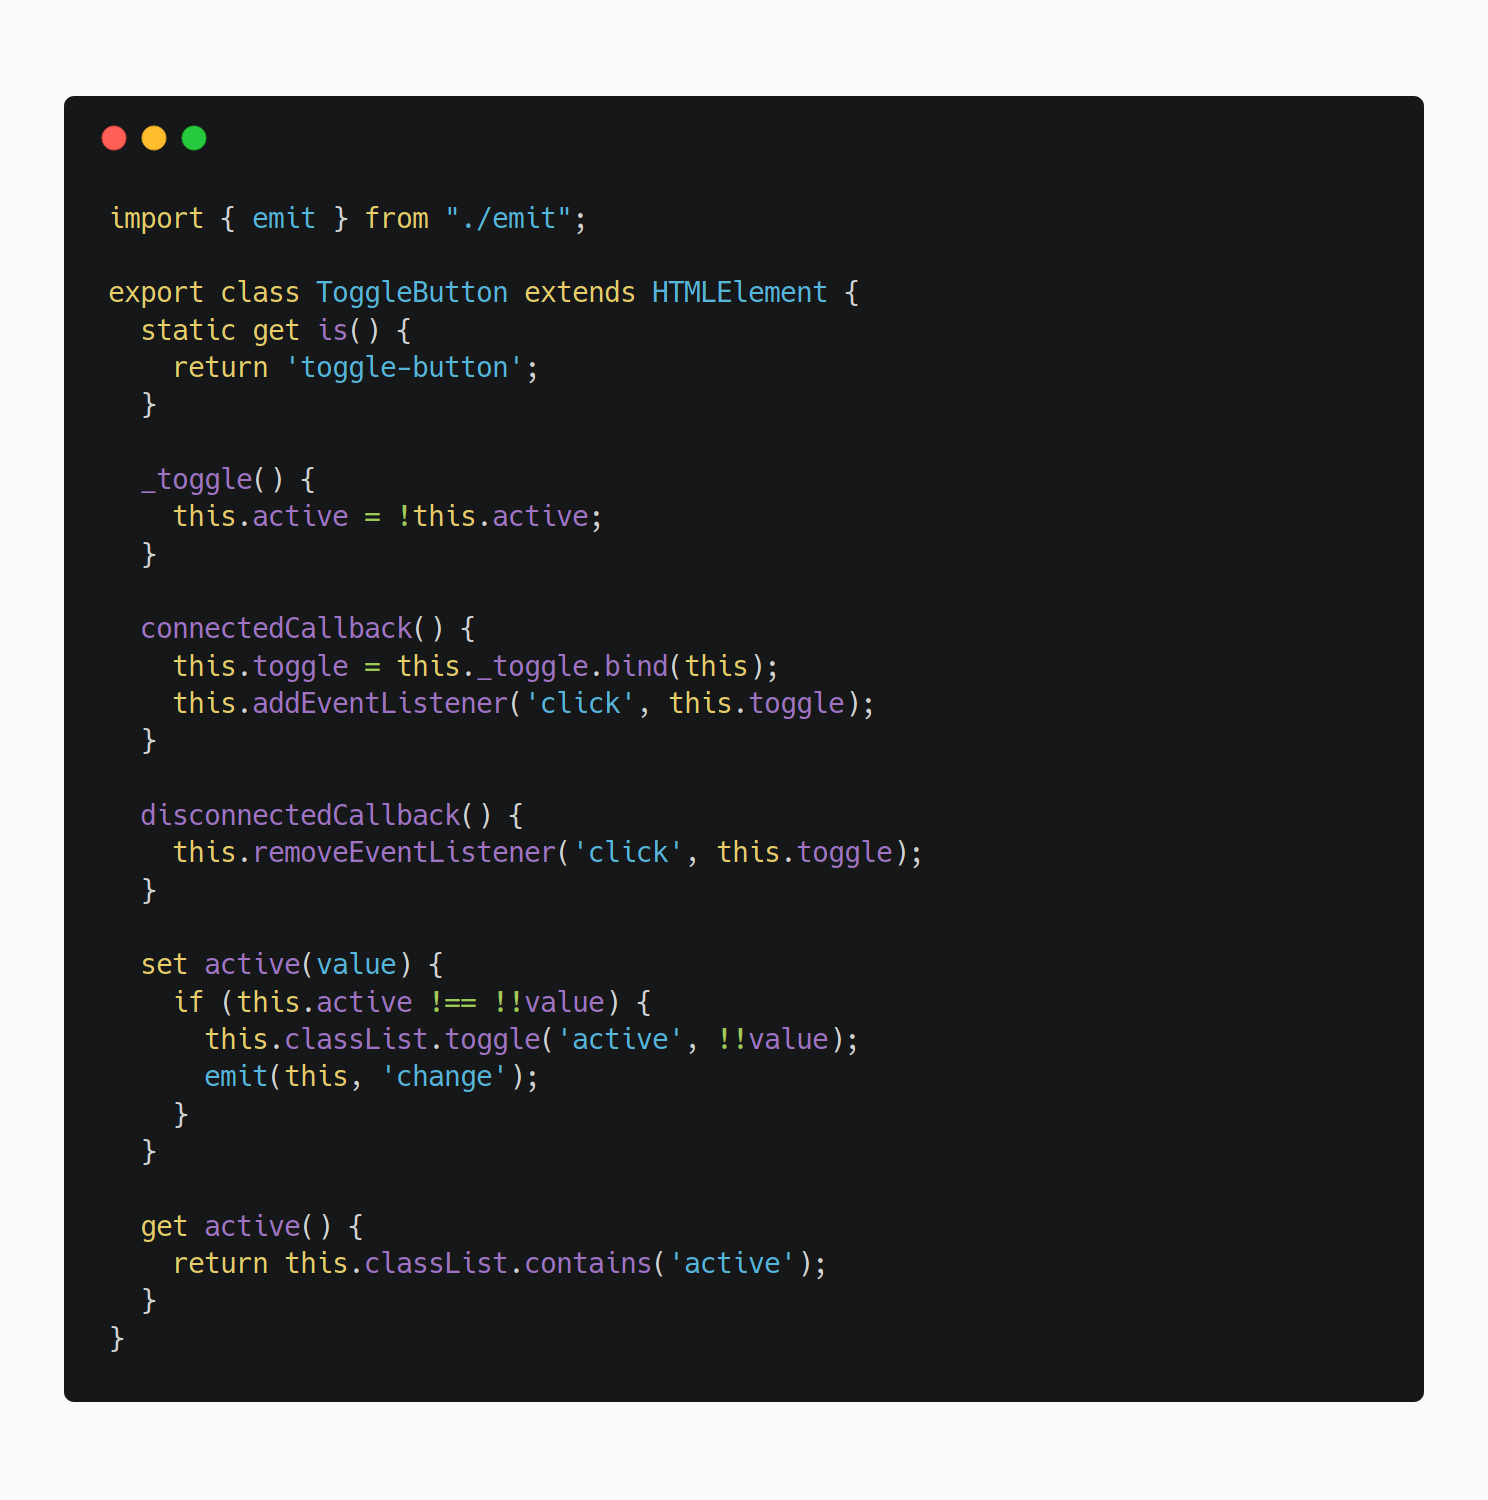 import { emit } from "./emit";

export class ToggleButton extends HTMLElement {
  static get is() {
    return 'toggle-button';
  }

  _toggle() {
    this.active = !this.active;
  }

  connectedCallback() {
    this.toggle = this._toggle.bind(this);
    this.addEventListener('click', this.toggle);
  }

  disconnectedCallback() {
    this.removeEventListener('click', this.toggle);
  }

  set active(value) {
    if (this.active !== !!value) {
      this.classList.toggle('active', !!value);
      emit(this, 'change');
    }
  }

  get active() {
    return this.classList.contains('active');
  }
}